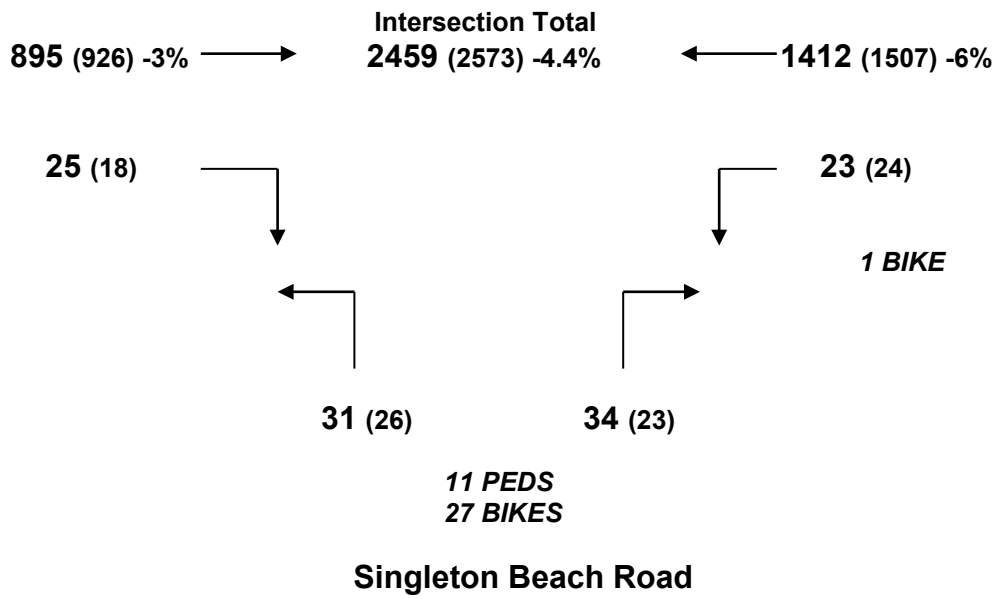 Intersection Total
895 (926) -3%
2459 (2573) -4.4%
1412 (1507) -6%
25 (18)
23 (24)
1 BIKE
31 (26)
34 (23)
11 PEDS
27 BIKES
Singleton Beach Road